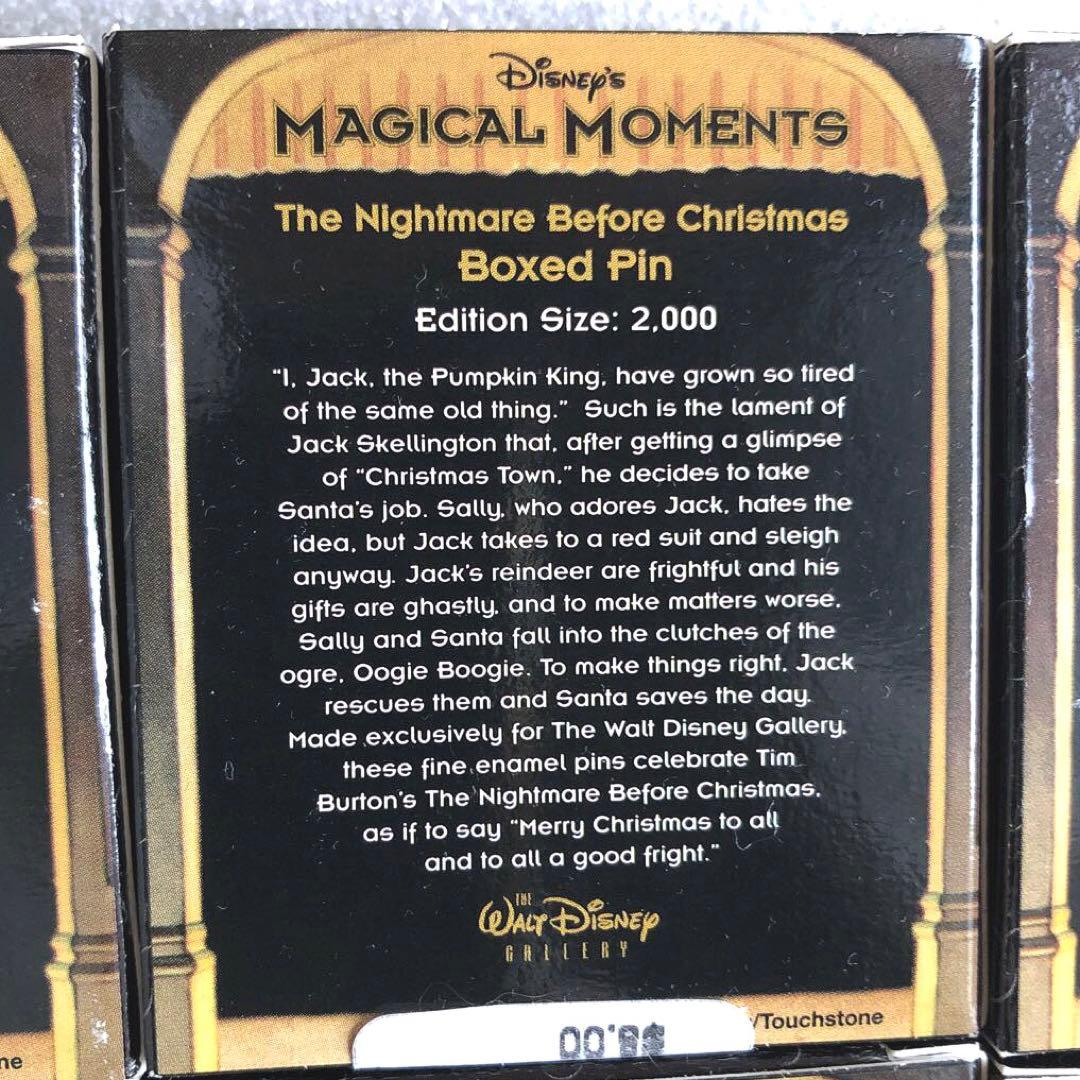 Disney's
MAGICAL MOMENTS
The Nightmare Before Christmas
Boxed Pin
Edition Size: 2,000
"I, Jack, the Pumpkin King, have grown so tired
of the same old thing." Such is the lament of
Jack Skellington that, after getting a glimpse
of "Christmas Town," he decides to take
Santa's job. Sally, who adores Jack, hates the
idea, but Jack takes to a red suit and sleigh
anyway. Jack's reindeer are frightful and his
gifts are ghastly, and to make matters worse,
Sally and Santa fall into the clutches of the
ogre, Oogie Boogie. To make things right, Jack
rescues them and Santa saves the day.
Made exclusively for The Walt Disney Gallery,
these fine enamel pins celebrate Tim
Burton's The Nightmare Before Christmas,
as if to say "Merry Christmas to all
and to all a good fright."
THE
WALT DISNEY
GALLERY
/Touchstone
ne